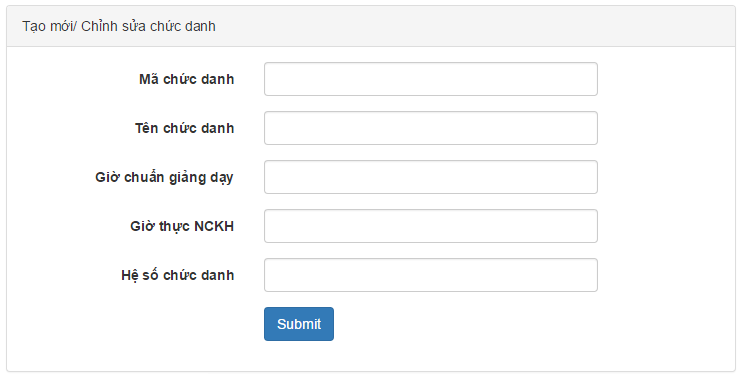 Tạo mới/ Chỉnh sửa chức danh
Mã chức danh
Tên chức danh
Giờ chuẩn giảng dạy
Giờ thực NCKH
Hệ số chức danh
Submit